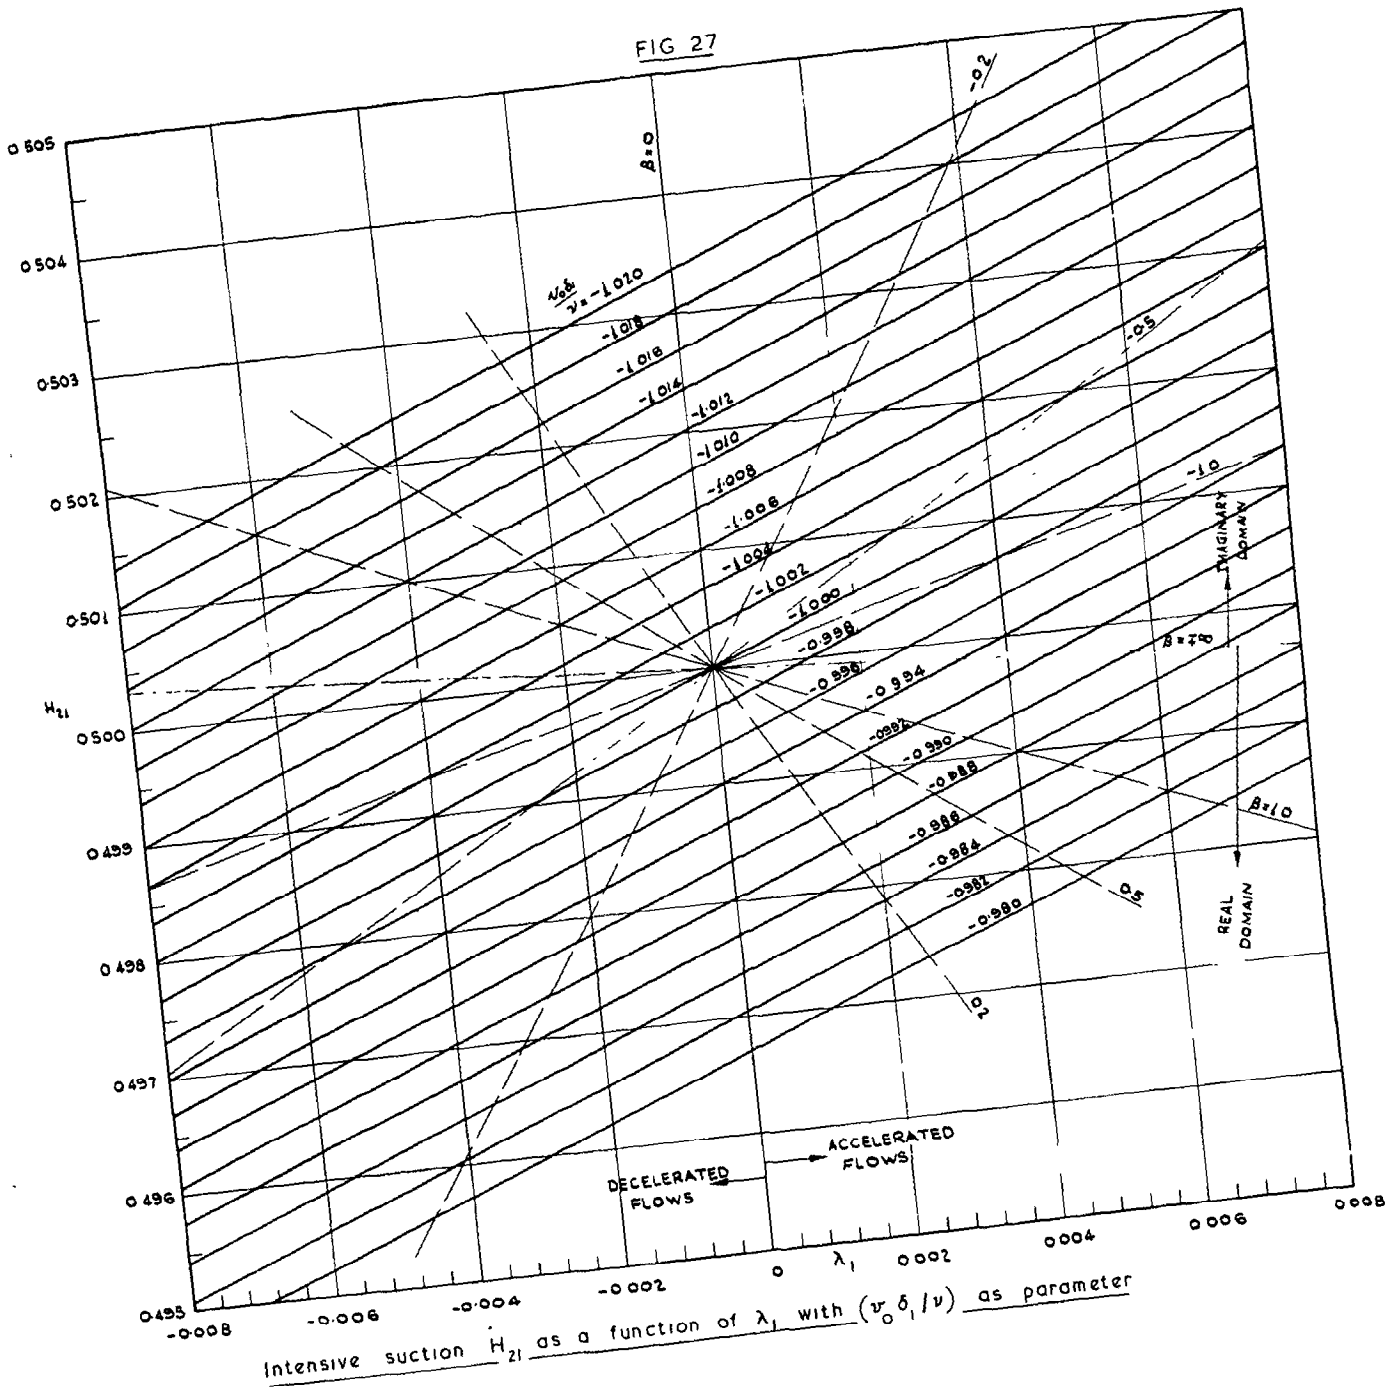 FIG 27
0 505
0 504
0·503
0·502
0·501
0·500
0 499
0 498
0 497
0 496
0.495
H21
β=0
-0.2
-0.5
-1 0
v₀δ₁/ν = -1 020
-1 018
-1 016
-1 014
-1 012
-1 010
-1·008
-1·006
-1 004
-1 002
-1 000
-0·998
-0 996
-0 994
-0992
-0 990
-0·988
-0·986
-0·984
-0982
-0·980
IMAGINARY
DOMAIN
β = ∓∞
β=1 0
0.5
0 2
REAL
DOMAIN
ACCELERATED
FLOWS
DECELERATED
FLOWS
-0·008
-0·006
-0·004
-0 002
0
λ₁
0 002
0 004
0 006
0 008
Intensive suction H₂₁ as a function of λ₁ with (v₀ δ₁/ν) as parameter